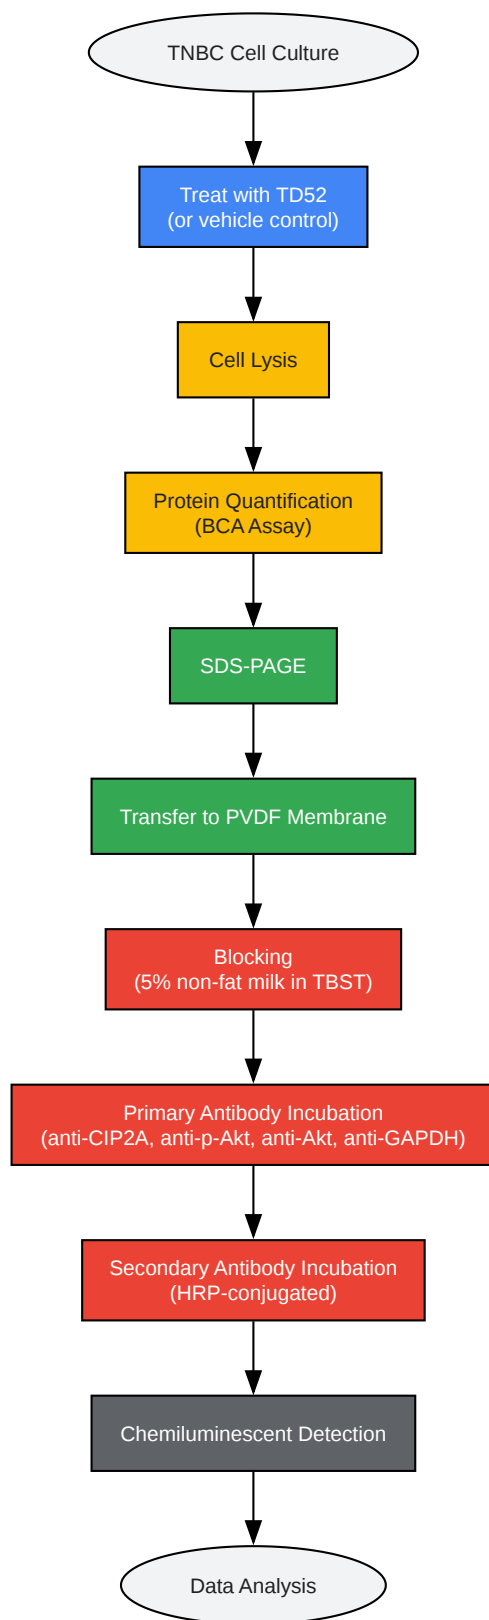 TNBC Cell Culture
Treat with TD52
(or vehicle control)
Cell Lysis
Protein Quantification
(BCA Assay)
SDS-PAGE
Transfer to PVDF Membrane
Blocking
(5% non-fat milk in TBST)
Primary Antibody Incubation
(anti-CIP2A, anti-p-Akt, anti-Akt, anti-GAPDH)
Secondary Antibody Incubation
(HRP-conjugated)
Chemiluminescent Detection
Data Analysis